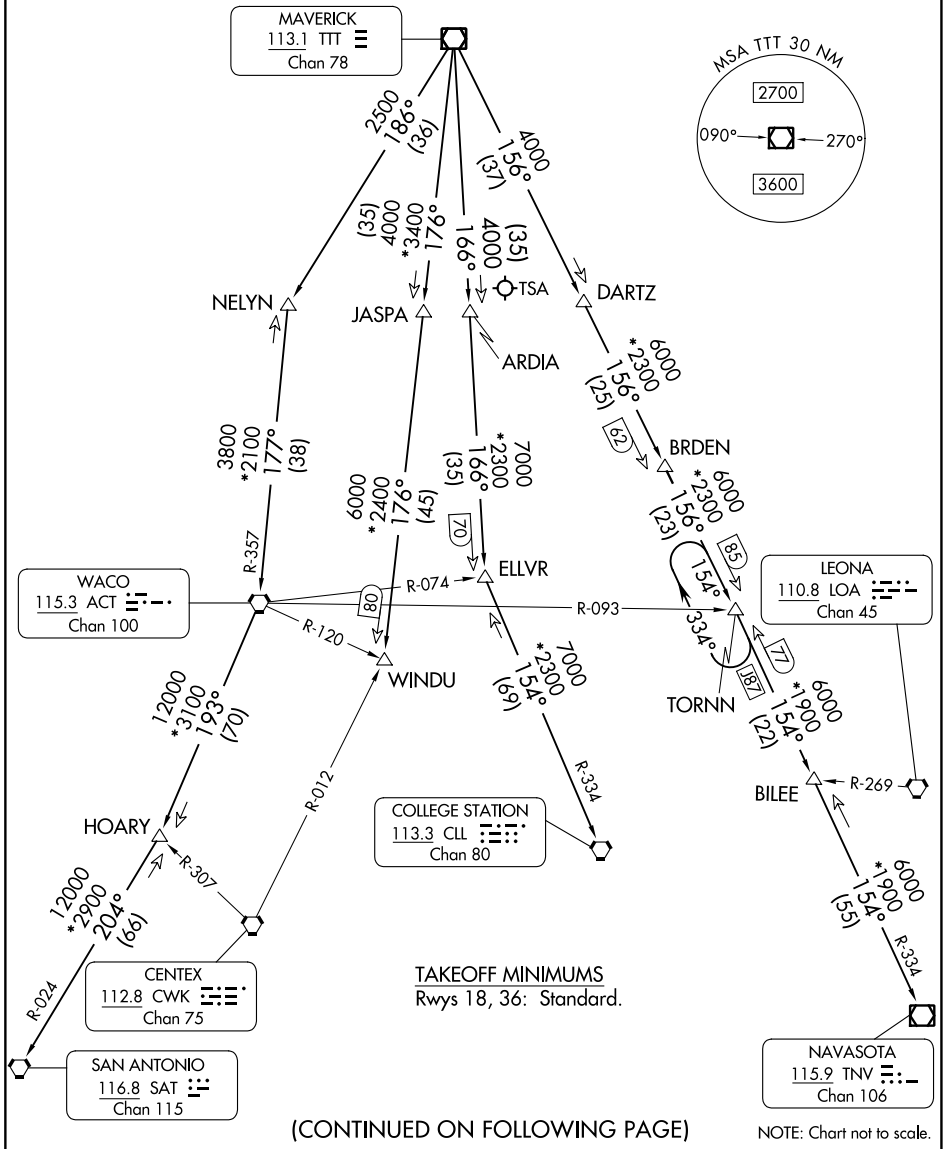 MAVERICK
113.1 TTT
Chan 78
MSA TTT 30 NM
2700
090°
270°
3600
2500
186°
(36)
(35)
4000
*3400
176°
(35)
4000
166°
4000
156°
(37)
TSA
NELYN
JASPA
ARDIA
DARTZ
3800
*2100
177°
(38)
6000
*2400
176°
(45)
7000
*2300
166°
(35)
6000
*2300
156°
(25)
62
BRDEN
6000
*2300
156°
(23)
85
70
ELLVR
R-357
WACO
115.3 ACT
Chan 100
R-074
80
R-093
R-120
WINDU
154°
334°
J87
77
TORNN
LEONA
110.8 LOA
Chan 45
12000
*3100
193°
(70)
7000
*2300
154°
(69)
6000
*1900
154°
(22)
BILEE
R-269
R-012
R-334
HOARY
R-307
COLLEGE STATION
113.3 CLL
Chan 80
12000
*2900
204°
(66)
R-024
6000
*1900
154°
(55)
R-334
CENTEX
112.8 CWK
Chan 75
TAKEOFF MINIMUMS
Rwys 18, 36: Standard.
SAN ANTONIO
116.8 SAT
Chan 115
NAVASOTA
115.9 TNV
Chan 106
(CONTINUED ON FOLLOWING PAGE)
NOTE: Chart not to scale.